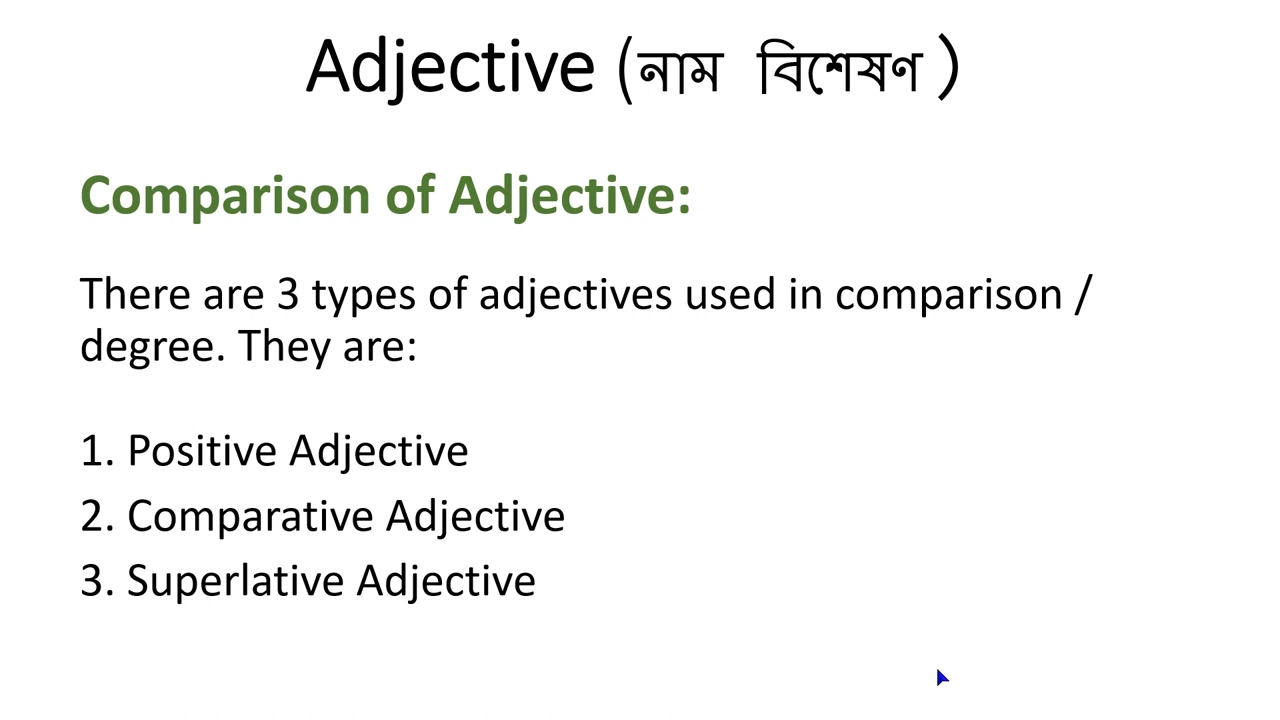 Adjective (নাম বিশেষণ )
Comparison of Adjective:
There are 3 types of adjectives used in comparison /
degree. They are:
1. Positive Adjective
2. Comparative Adjective
3. Superlative Adjective